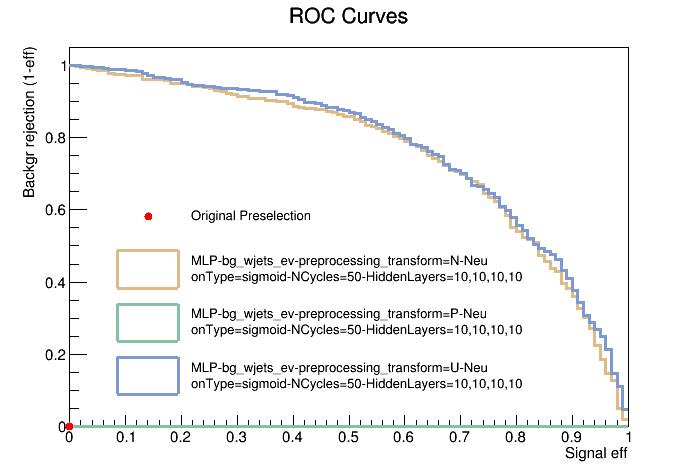 ROC Curves
Backgr rejection (1-eff)
1
0.8
0.6
0.4
0.2
0
Original Preselection
MLP-bg_wjets_ev-preprocessing_transform=N-Neu
onType=sigmoid-NCycles=50-HiddenLayers=10,10,10,10
MLP-bg_wjets_ev-preprocessing_transform=P-Neu
onType=sigmoid-NCycles=50-HiddenLayers=10,10,10,10
MLP-bg_wjets_ev-preprocessing_transform=U-Neu
onType=sigmoid-NCycles=50-HiddenLayers=10,10,10,10
0 0.1 0.2 0.3 0.4 0.5 0.6 0.7 0.8 0.9 1
Signal eff